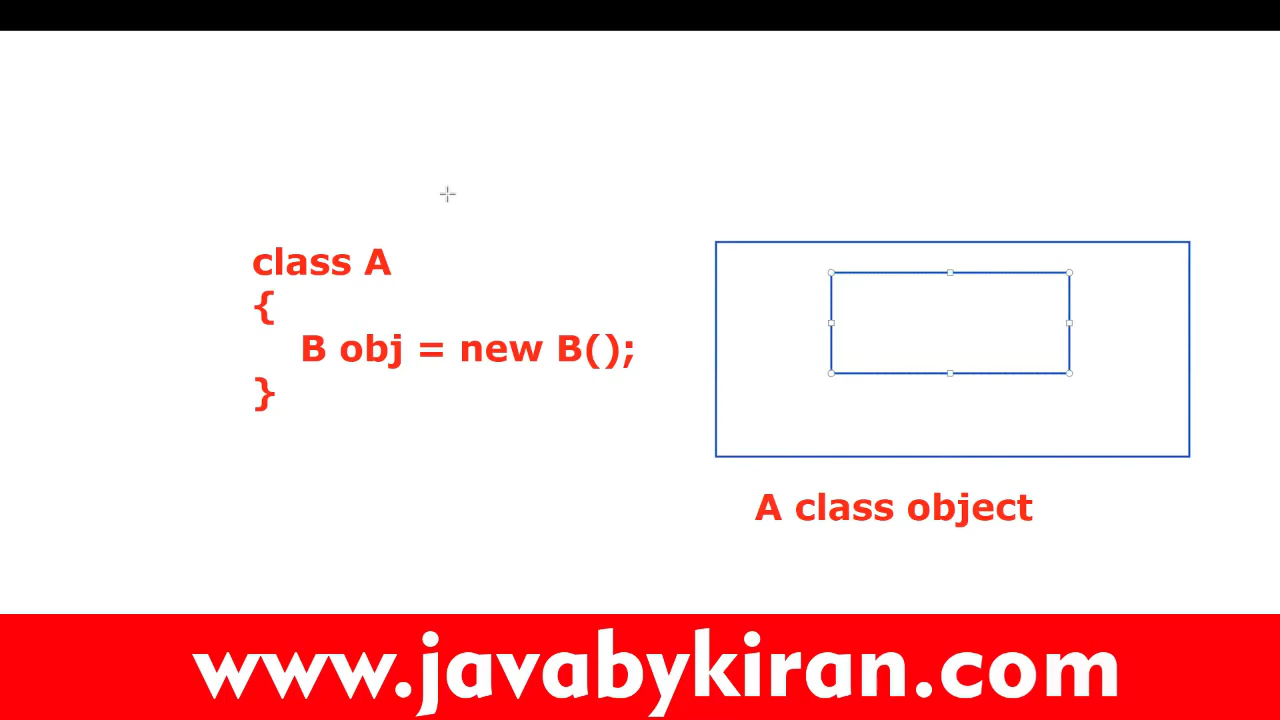 class A
{
B obj = new B();
}
A class object
www.javabykiran.com